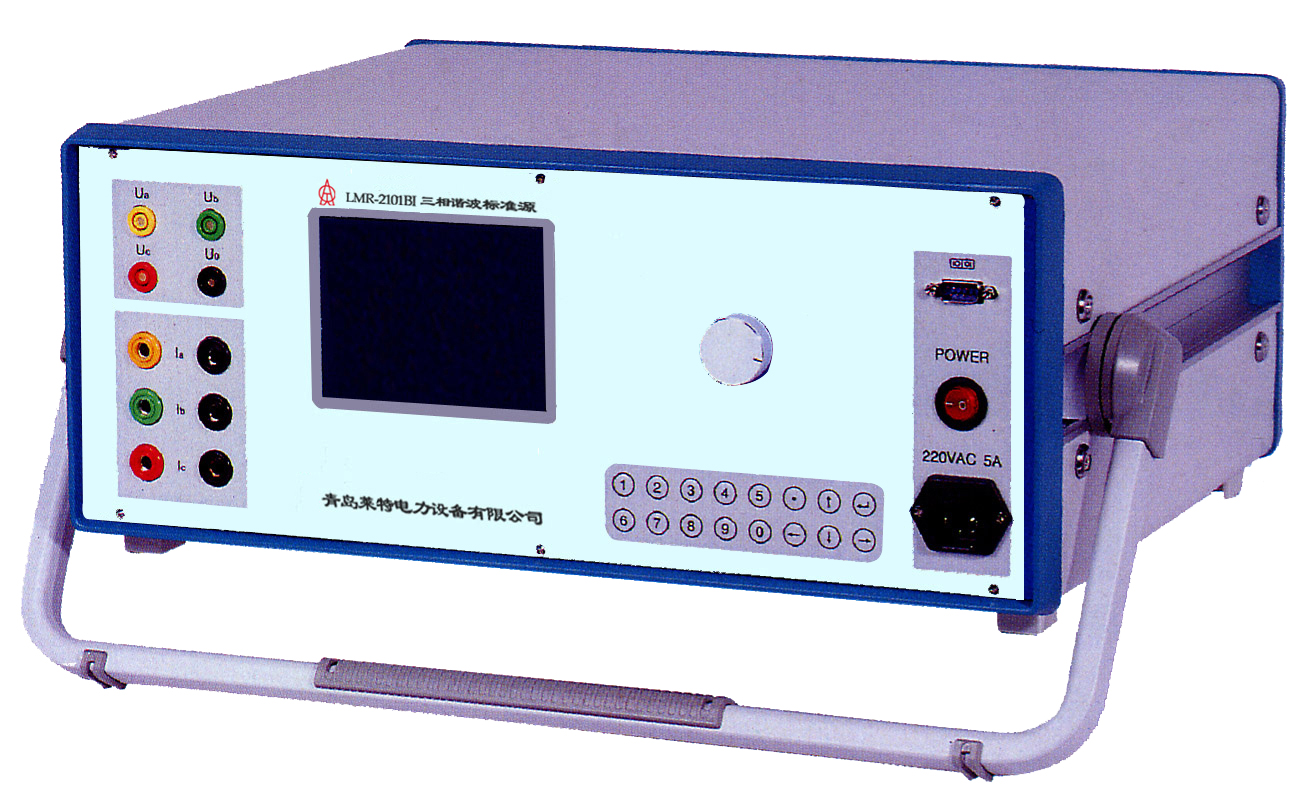 Ua Ub
Uc U0
Ia
Ib
Ic
LMR-2101BI 三相谐波标准源
青岛莱特电力设备有限公司
1 2 3 4 5 • ↑ ↵
6 7 8 9 0 ← ↓ →
POWER
220VAC 5A